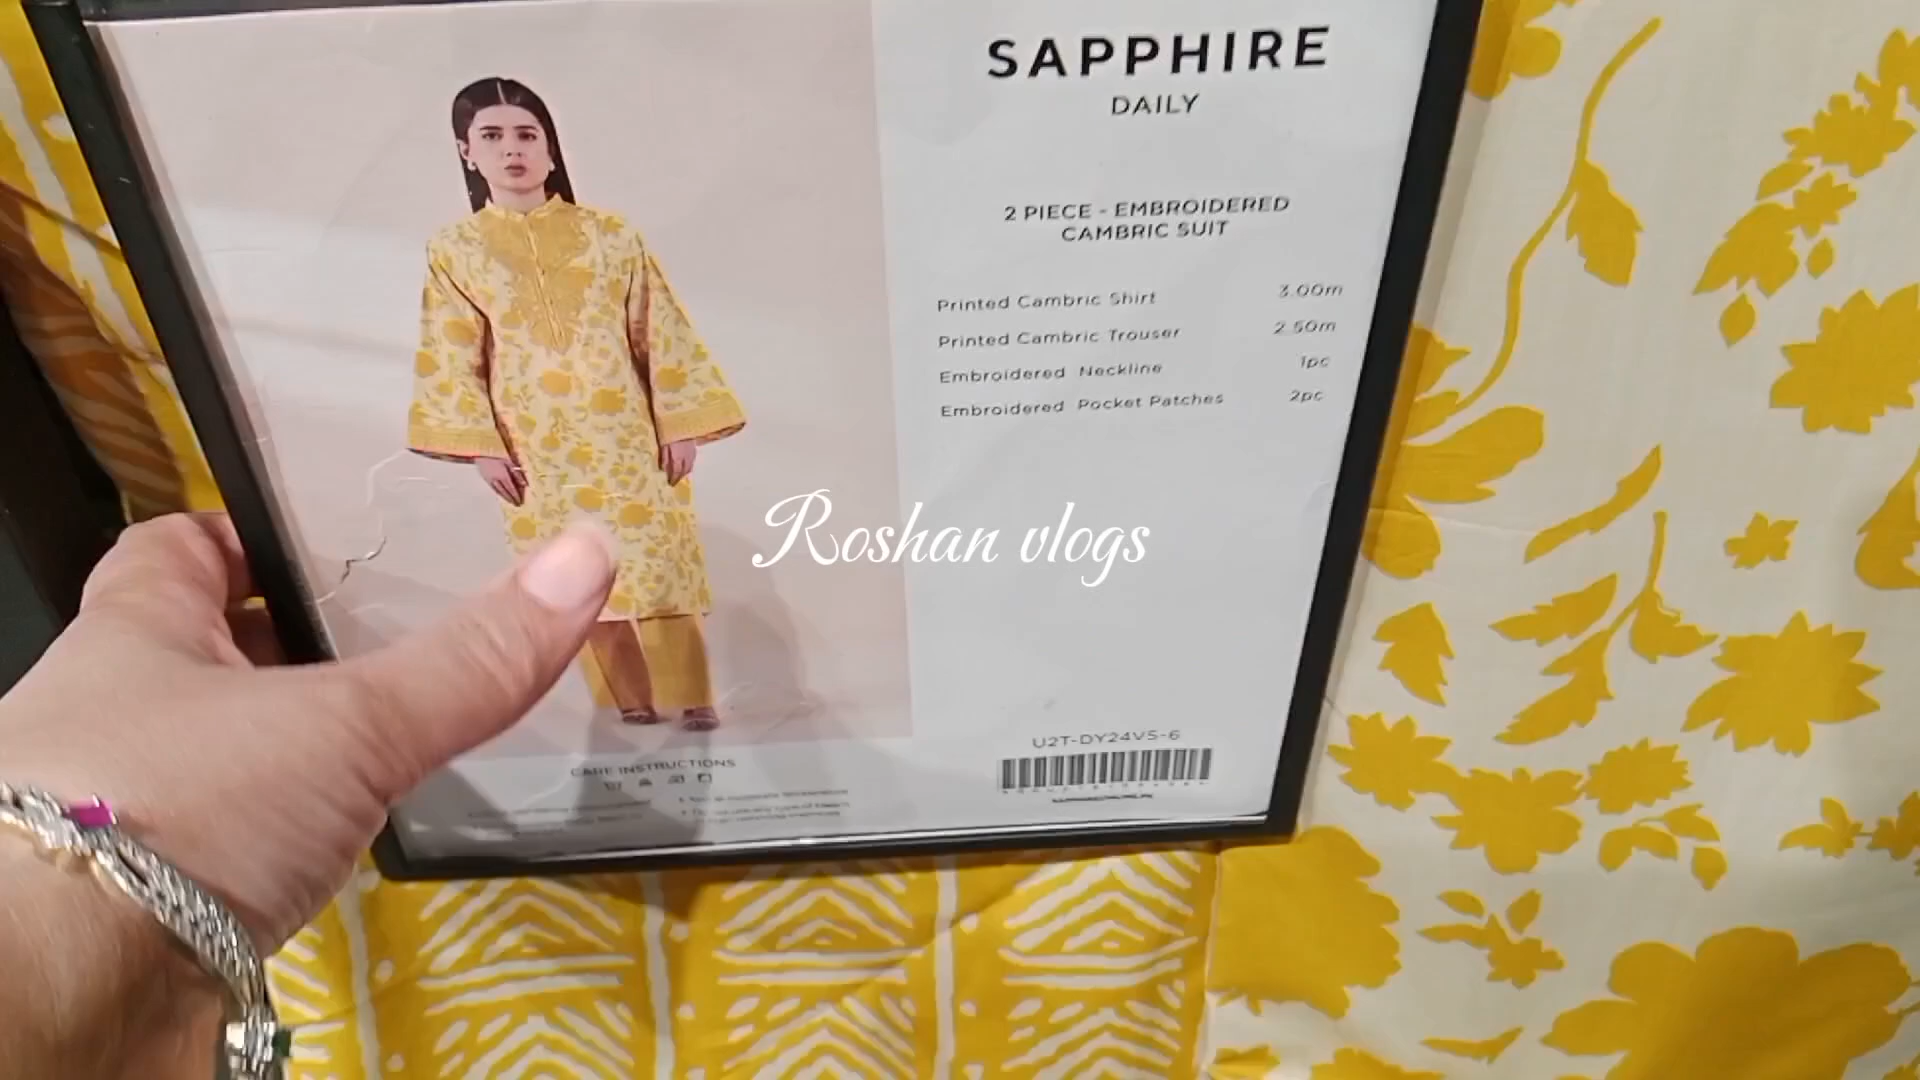 SAPPHIRE
DAILY
2 PIECE - EMBROIDERED
CAMBRIC SUIT
Printed Cambric Shirt 3.00m
Printed Cambric Trouser 2.50m
Embroidered Neckline 1pc
Embroidered Pocket Patches 2pc
Roshan vlogs
U2T-DY24V5-6
CARE INSTRUCTIONS